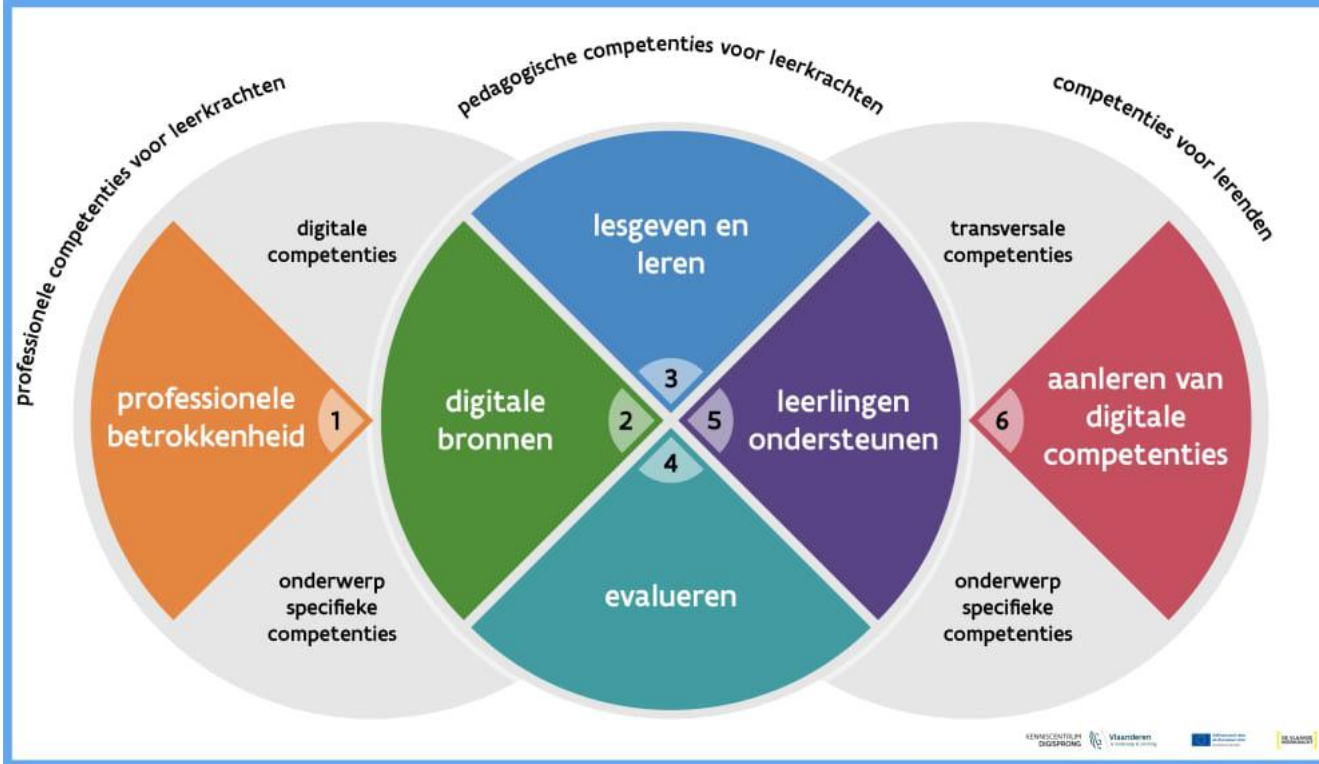 professionele competenties voor leerkrachten
pedagogische competenties voor leerkrachten
competenties voor lerenden
digitale
competenties
lesgeven en
leren
transversale
competenties
professionele
betrokkenheid
1
digitale
bronnen
2
3
4
5
leerlingen
ondersteunen
6
aanleren van
digitale
competenties
onderwerp
specifieke
competenties
evalueren
onderwerp
specifieke
competenties
KENNISCENTRUM
DIGISPRONG
Vlaanderen
DE VLAAMSE